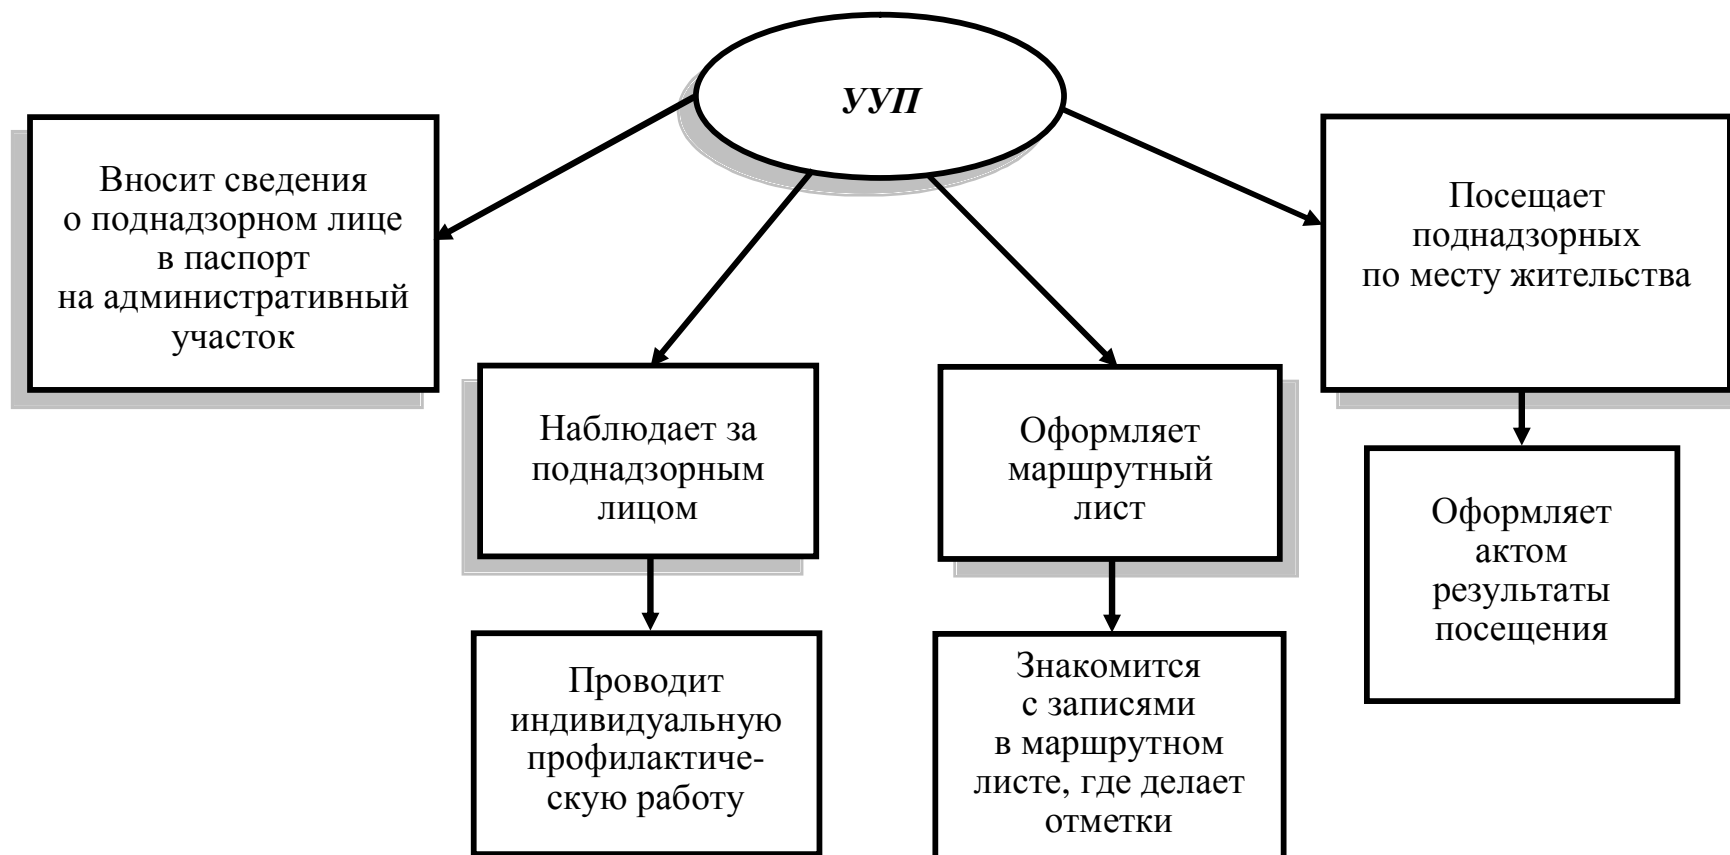 УУП
Вносит сведения
о поднадзорном лице
в паспорт
на административный
участок
Посещает
поднадзорных
по месту жительства
Наблюдает за
поднадзорным
лицом
Оформляет
маршрутный
лист
Оформляет
актом
результаты
посещения
Проводит
индивидуальную
профилактиче-
скую работу
Знакомится
с записями
в маршрутном
листе, где делает
отметки